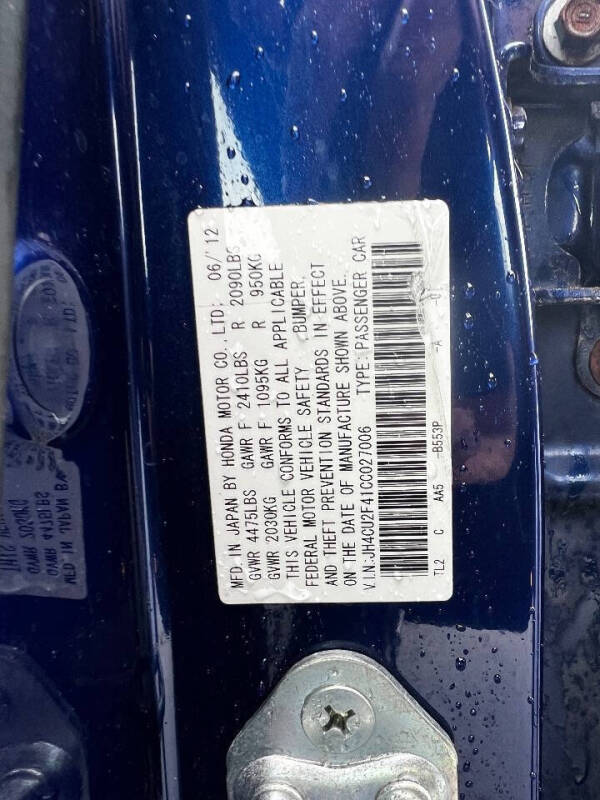 MFD. IN JAPAN BY HONDA MOTOR CO., LTD. 06/'12
GVWR 4475LBS GAWR F 2410LBS R 2090LBS
GVWR 2030KG GAWR F 1095KG R 950KG
THIS VEHICLE CONFORMS TO ALL APPLICABLE
FEDERAL MOTOR VEHICLE SAFETY BUMPER,
AND THEFT PREVENTION STANDARDS IN EFFECT
ON THE DATE OF MANUFACTURE SHOWN ABOVE.
V.I.N:JH4CU2F41CC027006 TYPE:PASSENGER CAR
TL2 C AA5 -B553P -A -0